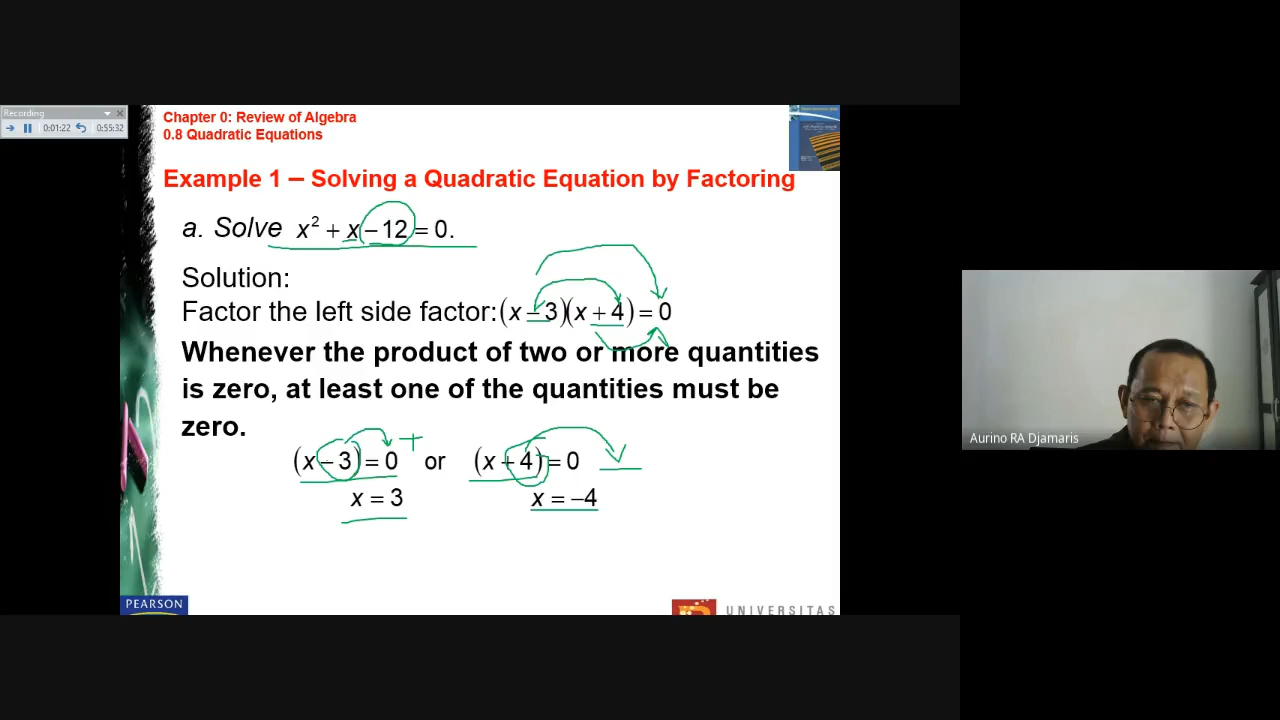 Recording
0:01:22 0:55:32
Chapter 0: Review of Algebra
0.8 Quadratic Equations
Example 1 – Solving a Quadratic Equation by Factoring
a. Solve x² + x – 12 = 0.
Solution:
Factor the left side factor: (x – 3)(x + 4) = 0
Whenever the product of two or more quantities
is zero, at least one of the quantities must be
zero.
(x – 3) = 0 + or (x + 4) = 0 —
x = 3 x = –4
PEARSON
UNIVERSITAS
Aurino RA Djamaris